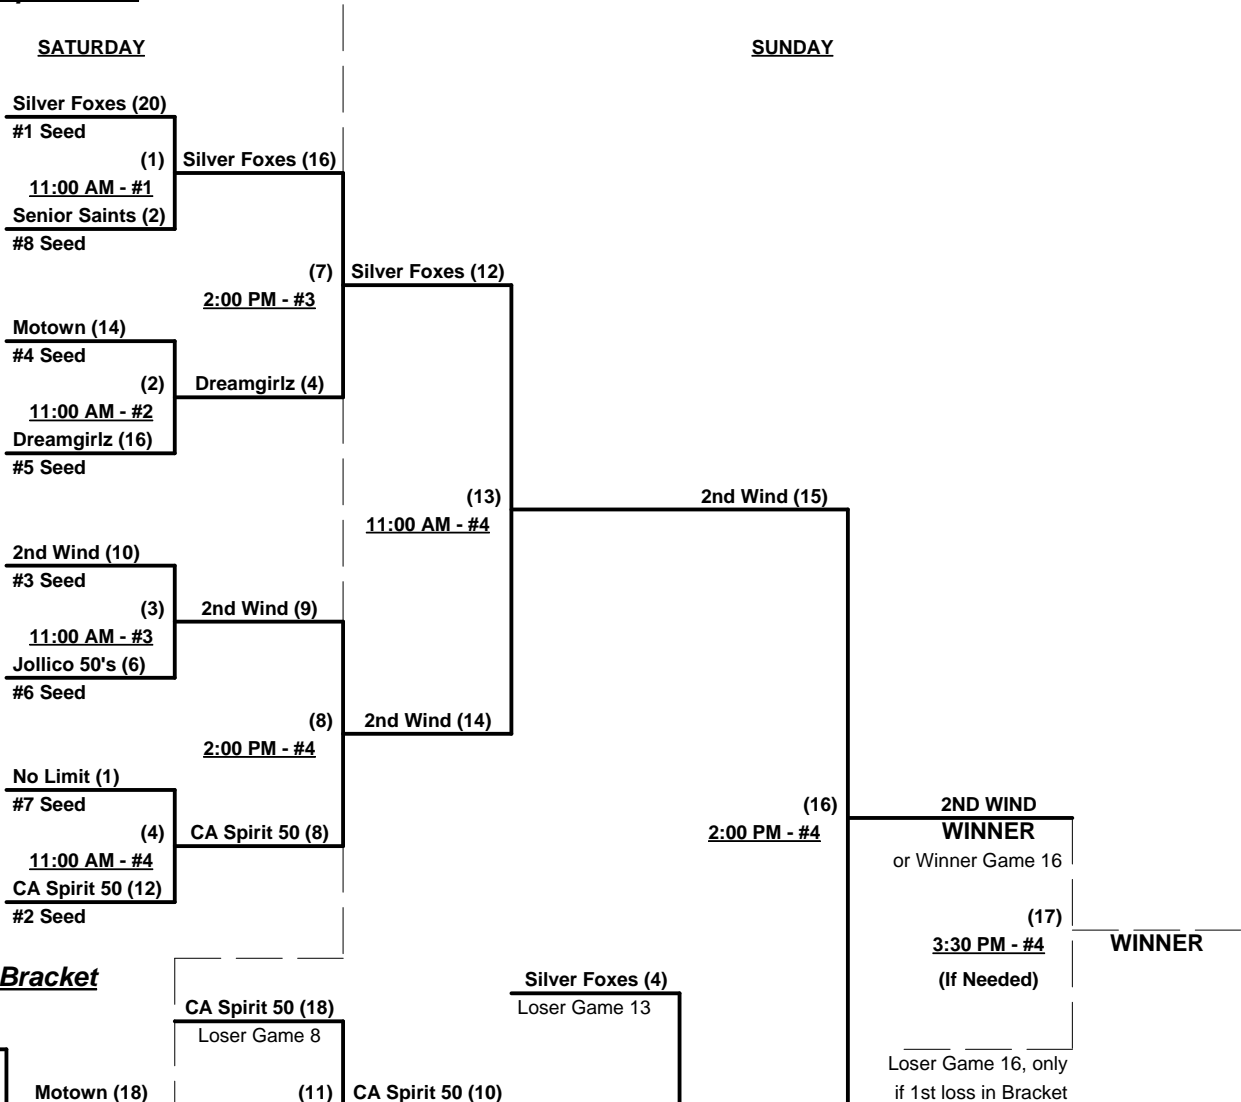 SATURDAY
SUNDAY
Silver Foxes (20)
#1 Seed
(1)
Silver Foxes (16)
11:00 AM - #1
Senior Saints (2)
#8 Seed
(7)
Silver Foxes (12)
2:00 PM - #3
Motown (14)
#4 Seed
(2)
Dreamgirlz (4)
11:00 AM - #2
Dreamgirlz (16)
#5 Seed
(13)
2nd Wind (15)
11:00 AM - #4
2nd Wind (10)
#3 Seed
(3)
2nd Wind (9)
11:00 AM - #3
Jollico 50's (6)
#6 Seed
(8)
2nd Wind (14)
2:00 PM - #4
No Limit (1)
#7 Seed
(16)
2ND WIND
(4)
CA Spirit 50 (8)
2:00 PM - #4
WINNER
11:00 AM - #4
or Winner Game 16
CA Spirit 50 (12)
#2 Seed
(17)
3:30 PM - #4
WINNER
Bracket
Silver Foxes (4)
(If Needed)
CA Spirit 50 (18)
Loser Game 13
Loser Game 8
Loser Game 16, only
Motown (18)
(11)
CA Spirit 50 (10)
if 1st loss in Bracket